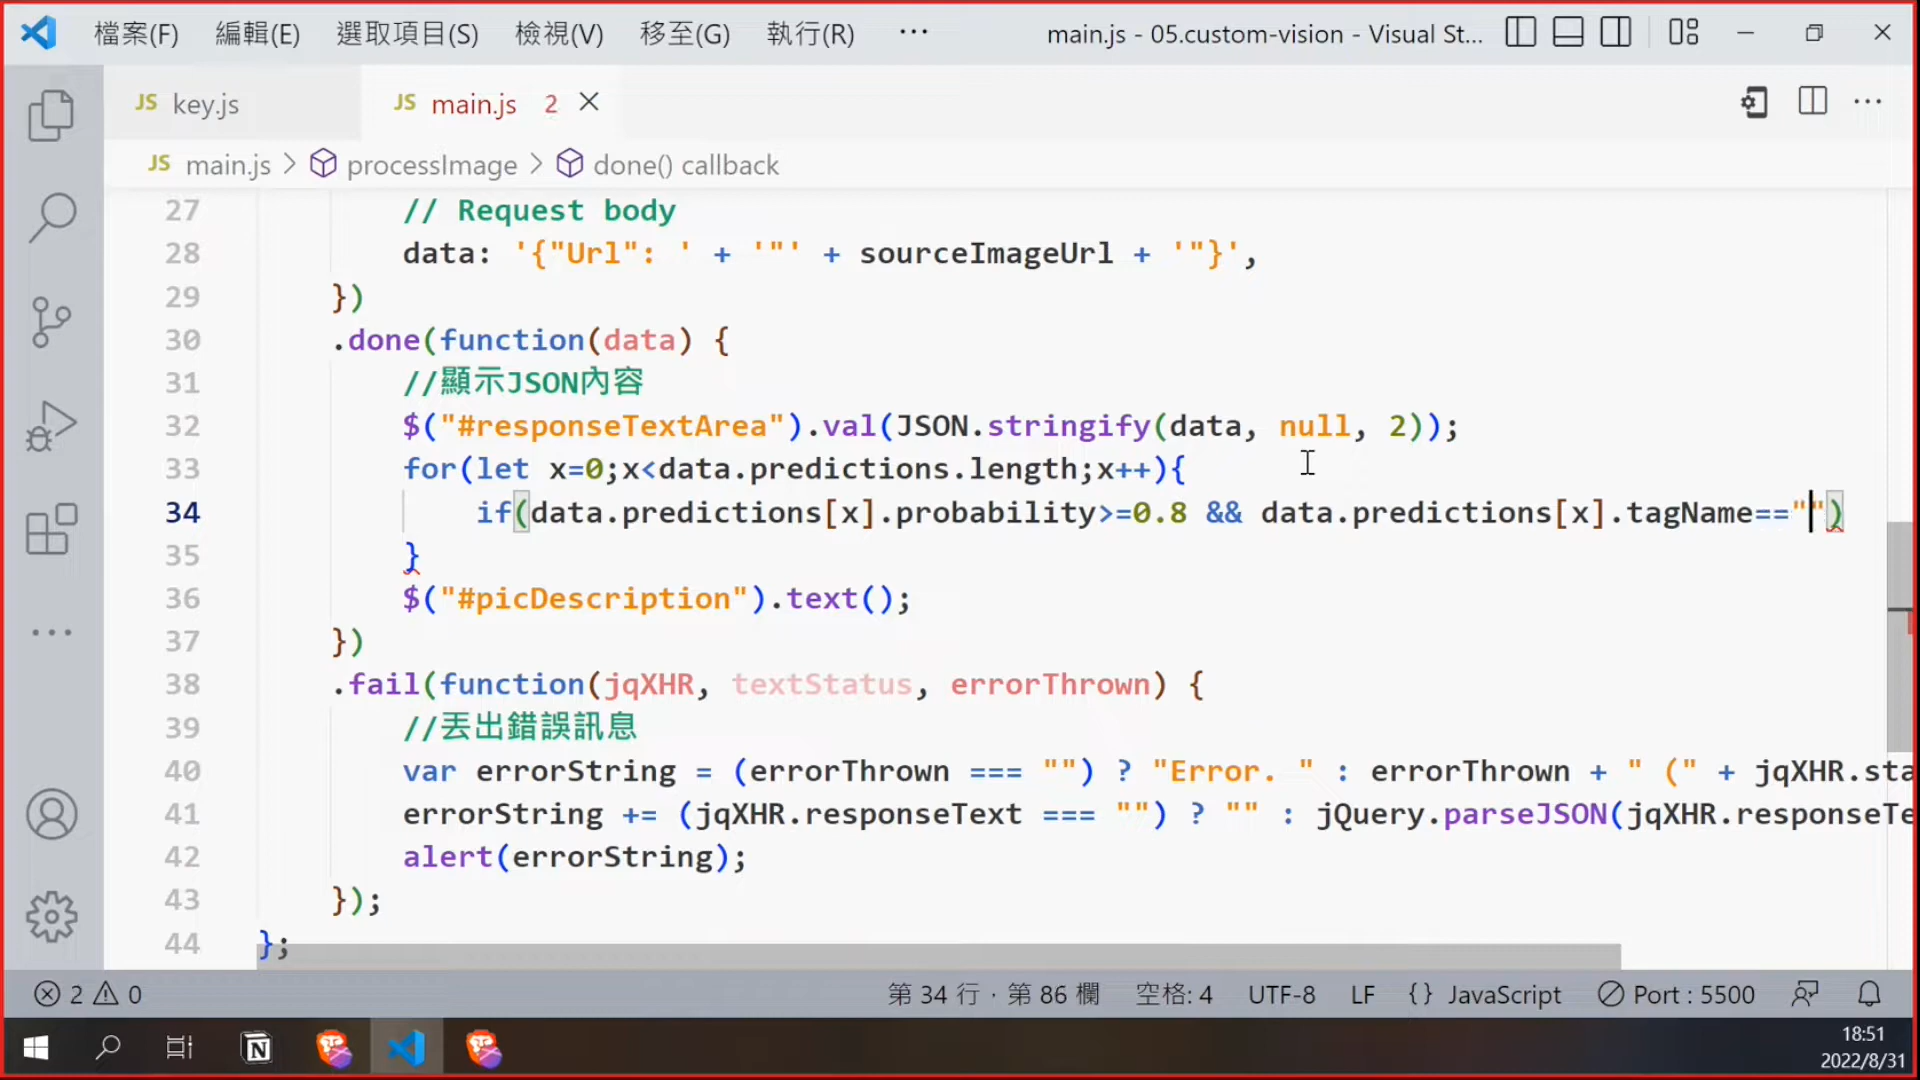 檔案(F) 編輯(E) 選取項目(S) 檢視(V) 移至(G) 執行(R) ··· main.js - 05.custom-vision - Visual St...
JS key.js JS main.js 2
JS main.js > processImage > done() callback
27 // Request body
28 data: '{"Url": ' + '"' + sourceImageUrl + '"}',
29 })
30 .done(function(data) {
31 //顯示JSON內容
32 $("#responseTextArea").val(JSON.stringify(data, null, 2));
33 for(let x=0;x<data.predictions.length;x++){
34 if(data.predictions[x].probability>=0.8 && data.predictions[x].tagName=="")
35 }
36 $("#picDescription").text();
37 })
38 .fail(function(jqXHR, textStatus, errorThrown) {
39 //丟出錯誤訊息
40 var errorString = (errorThrown === "") ? "Error. " : errorThrown + " (" + jqXHR.sta
41 errorString += (jqXHR.responseText === "") ? "" : jQuery.parseJSON(jqXHR.responseTe
42 alert(errorString);
43 });
44 };
2 0 第 34 行，第 86 欄 空格: 4 UTF-8 LF {} JavaScript Port : 5500
18:51
2022/8/31